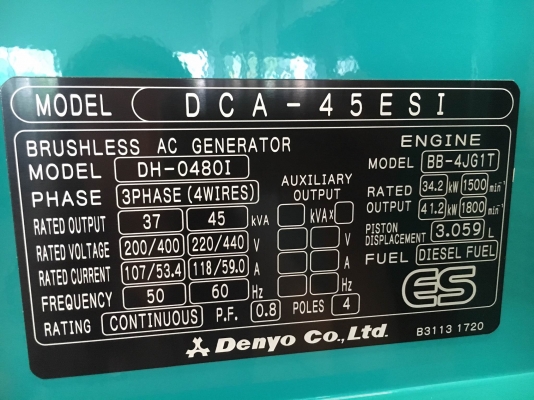 MODEL DCA-45ESI
BRUSHLESS AC GENERATOR
MODEL DH-0480I
PHASE 3PHASE (4WIRES)
RATED OUTPUT 37 45 kVA
RATED VOLTAGE 200/400 220/440 V
RATED CURRENT 107/53.4 118/59.0 A
FREQUENCY 50 60 Hz
RATING CONTINUOUS P.F. 0.8 POLES 4
AUXILIARY
OUTPUT
kVA X
V
A
Hz
ENGINE
MODEL BB-4JG1T
RATED OUTPUT 34.2 kW 1500 min⁻¹
41.2 kW 1800 min⁻¹
PISTON DISPLACEMENT 3.059 L
FUEL DIESEL FUEL
ES
B3113 1720
Denyo Co.,Ltd.